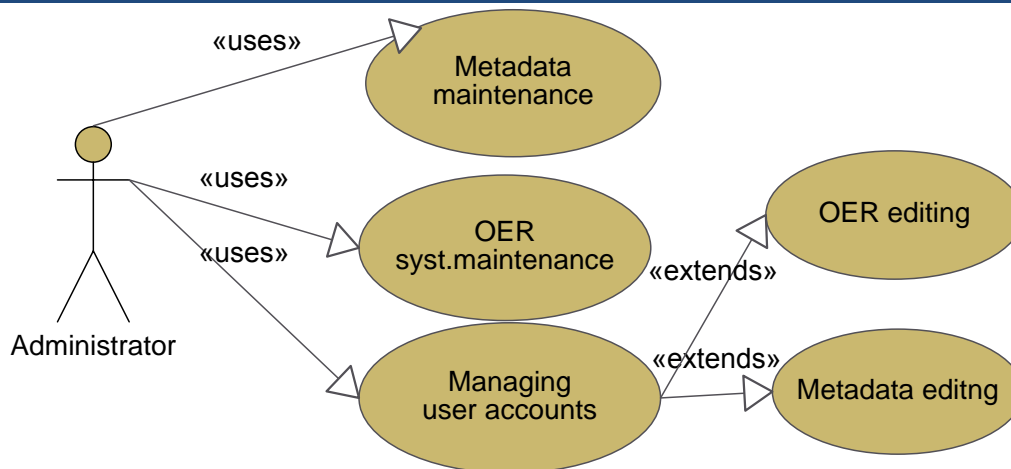 «uses»
Metadata
maintenance
«uses»
OER editing
OER
syst.maintenance
«uses»
«extends»
Administrator
«extends»
Managing
user accounts
Metadata editng